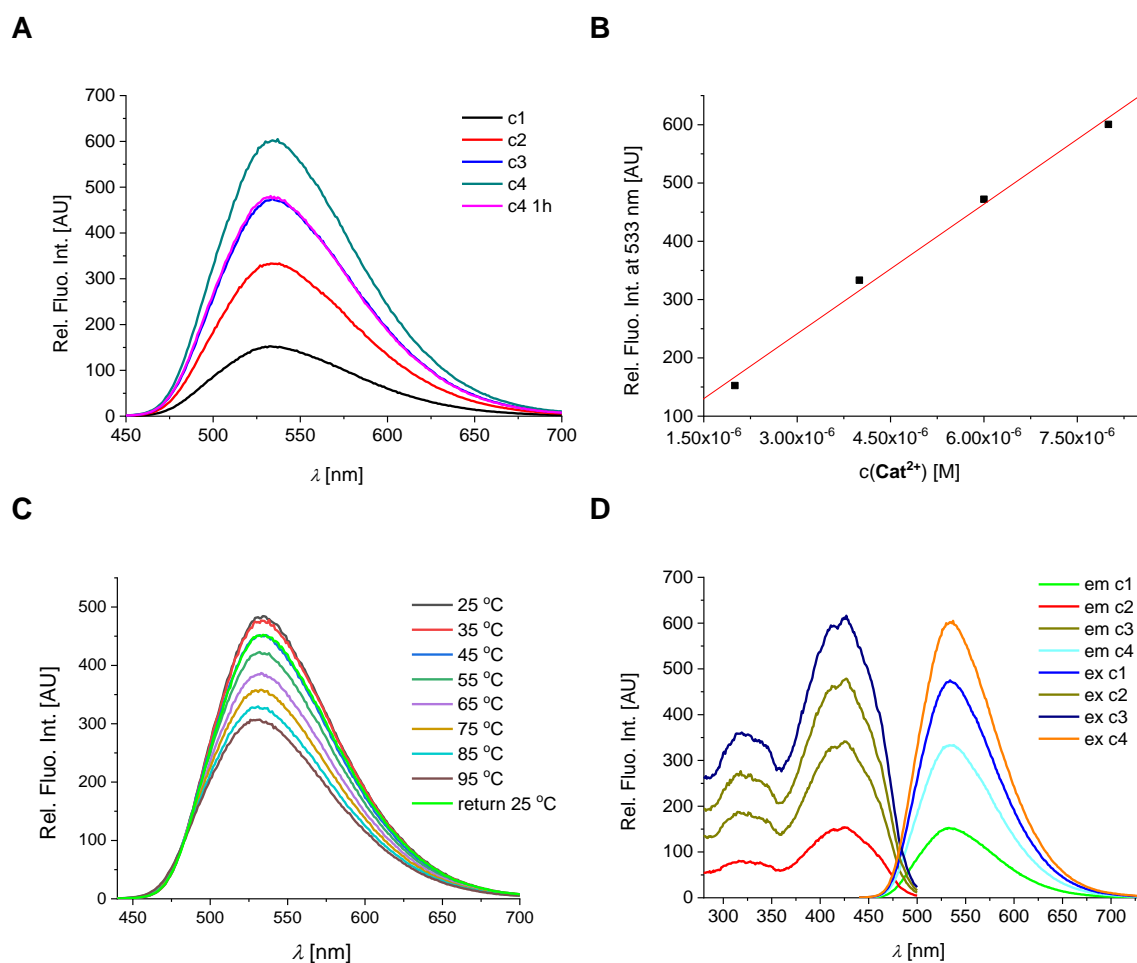 A
700
600
500
400
300
200
100
0
450 500 550 600 650 700
Rel. Fluo. Int. [AU]
λ [nm]
c1
c2
c3
c4
c4 1h
B
600
500
400
300
200
100
1.50x10⁻⁶ 3.00x10⁻⁶ 4.50x10⁻⁶ 6.00x10⁻⁶ 7.50x10⁻⁶
Rel. Fluo. Int. at 533 nm [AU]
c(Cat²⁺) [M]
C
500
400
300
200
100
0
450 500 550 600 650 700
Rel. Fluo. Int. [AU]
λ [nm]
25 °C
35 °C
45 °C
55 °C
65 °C
75 °C
85 °C
95 °C
return 25 °C
D
700
600
500
400
300
200
100
0
300 350 400 450 500 550 600 650 700
Rel. Fluo. Int. [AU]
λ [nm]
em c1
em c2
em c3
em c4
ex c1
ex c2
ex c3
ex c4